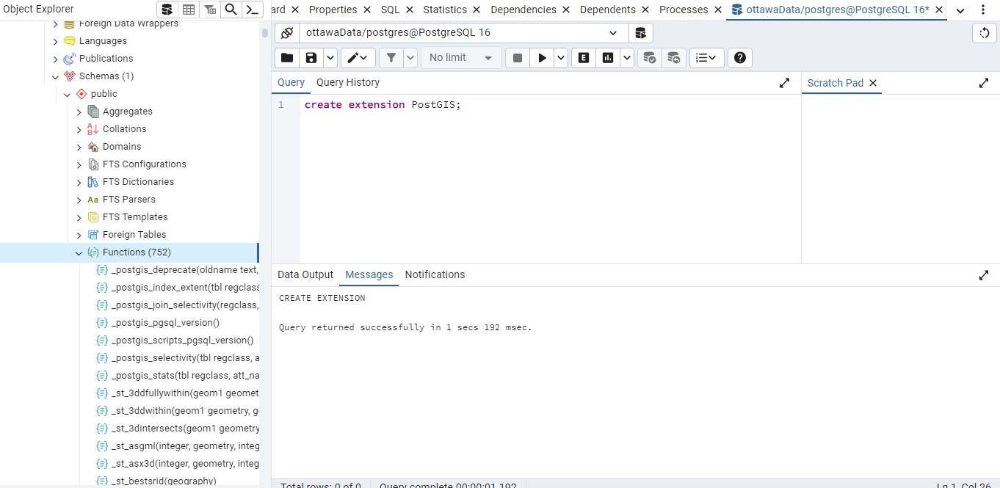 Object Explorer
Foreign Data Wrappers
Languages
Publications
Schemas (1)
public
Aggregates
Collations
Domains
FTS Configurations
FTS Dictionaries
Aa FTS Parsers
FTS Templates
Foreign Tables
Functions (752)
_postgis_deprecate(oldname text,
_postgis_index_extent(tbl regclass
_postgis_join_selectivity(regclass,
_postgis_pgsql_version()
_postgis_scripts_pgsql_version()
_postgis_selectivity(tbl regclass, a
_postgis_stats(tbl regclass, att_na
_st_3ddfullywithin(geom1 geomet
_st_3ddwithin(geom1 geometry, g
_st_3dintersects(geom1 geometry
_st_asgml(integer, geometry, integ
_st_asx3d(integer, geometry, integ
_st_bestsrid(geography)
ard Properties SQL Statistics Dependencies Dependents Processes ottawaData/postgres@PostgreSQL 16*
ottawaData/postgres@PostgreSQL 16
No limit E
Query Query History
Scratch Pad
1 create extension PostGIS;
Data Output Messages Notifications
CREATE EXTENSION
Query returned successfully in 1 secs 192 msec.
Total rows: 0 of 0 Query complete 00:00:01.192 Ln 1, Col 26